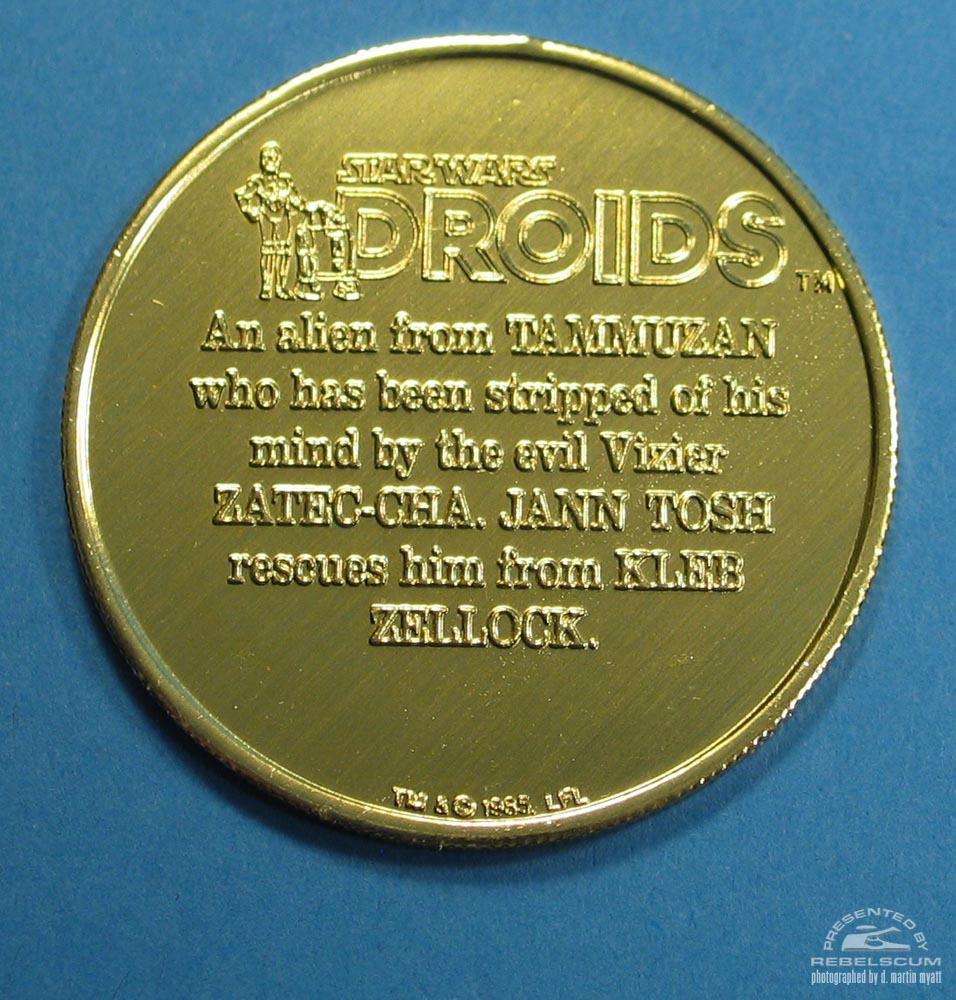 STAR WARS
DROIDS
TM
An alien from TAMMUZAN
who has been stripped of his
mind by the evil Vizier
ZATEC-CHA. JANN TOSH
rescues him from KLEB
ZELLOCK.
TM & © 1985. LFL
PRESENTED BY
REBELSCUM
photographed by d. martin myatt